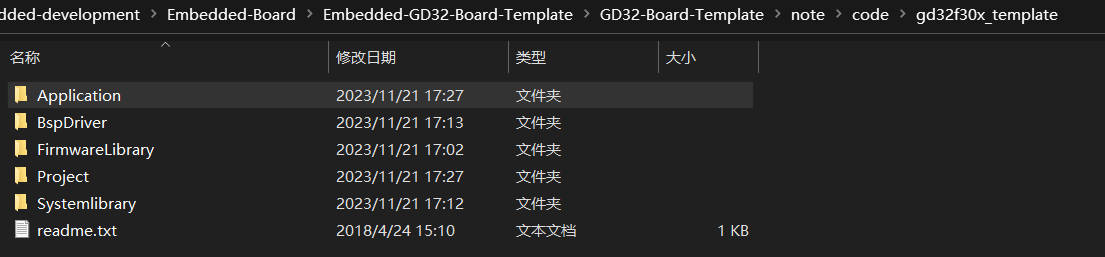 dded-development > Embedded-Board > Embedded-GD32-Board-Template > GD32-Board-Template > note > code > gd32f30x_template
名称 修改日期 类型 大小
Application 2023/11/21 17:27 文件夹
BspDriver 2023/11/21 17:13 文件夹
FirmwareLibrary 2023/11/21 17:02 文件夹
Project 2023/11/21 17:27 文件夹
Systemlibrary 2023/11/21 17:12 文件夹
readme.txt 2018/4/24 15:10 文本文档 1 KB